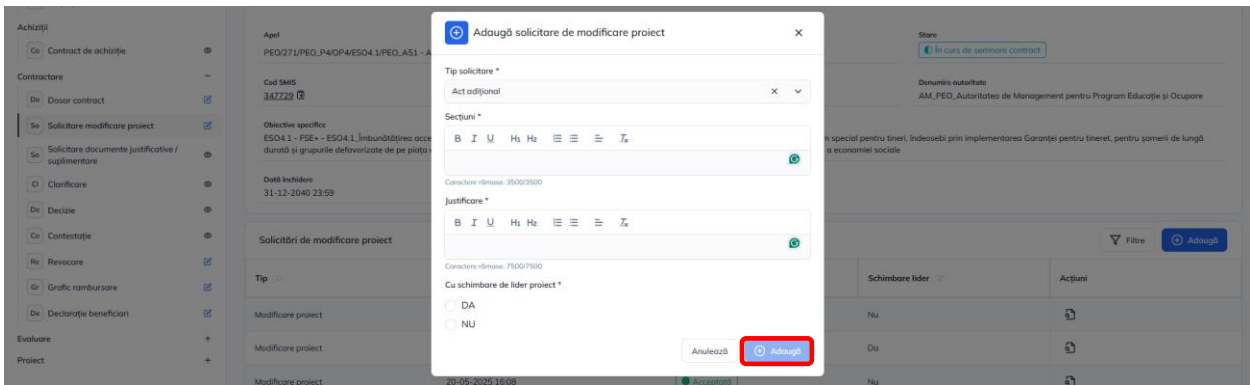 Achiziții
Co Contract de achiziție
Contractare
Do Dosar contract
So Solicitare modificare proiect
So Solicitare documente justificative /
suplimentare
Cl Clarificare
De Decizie
Co Contestație
Re Revocare
Gr Grafic rambursare
De Declarație beneficiari
Evaluare
Proiect
Apel
PEO/271/PEO_P4/OP4/ESO4.1/PEO_A51 - A
Cod SMIS
347729
Obiective specifice
ESO4.1 - FSE+ - ESO4.1_Îmbunătățirea acce
durată și grupurile defavorizate de pe piața
Dată închidere
31-12-2040 23:59
Stare
În curs de semnare contract
Denumire autoritate
AM_PEO_Autoritatea de Management pentru Program Educație și Ocupare
n special pentru tineri, îndeosebi prin implementarea Garanței pentru tineret, pentru șomerii de lungă
a economiei sociale
Adaugă solicitare de modificare proiect
Tip solicitare *
Act adițional
Secțiuni *
B I U H1 H2
Caractere rămase: 3500/3500
Justificare *
B I U H1 H2
Caractere rămase: 7500/7500
Cu schimbare de lider proiect *
DA
NU
Anulează Adaugă
Solicitări de modificare proiect
Filtre Adaugă
Tip Schimbare lider Acțiuni
Modificare proiect Nu
Modificare proiect Da
Modificare proiect 20-05-2025 16:08 Acceptată Nu